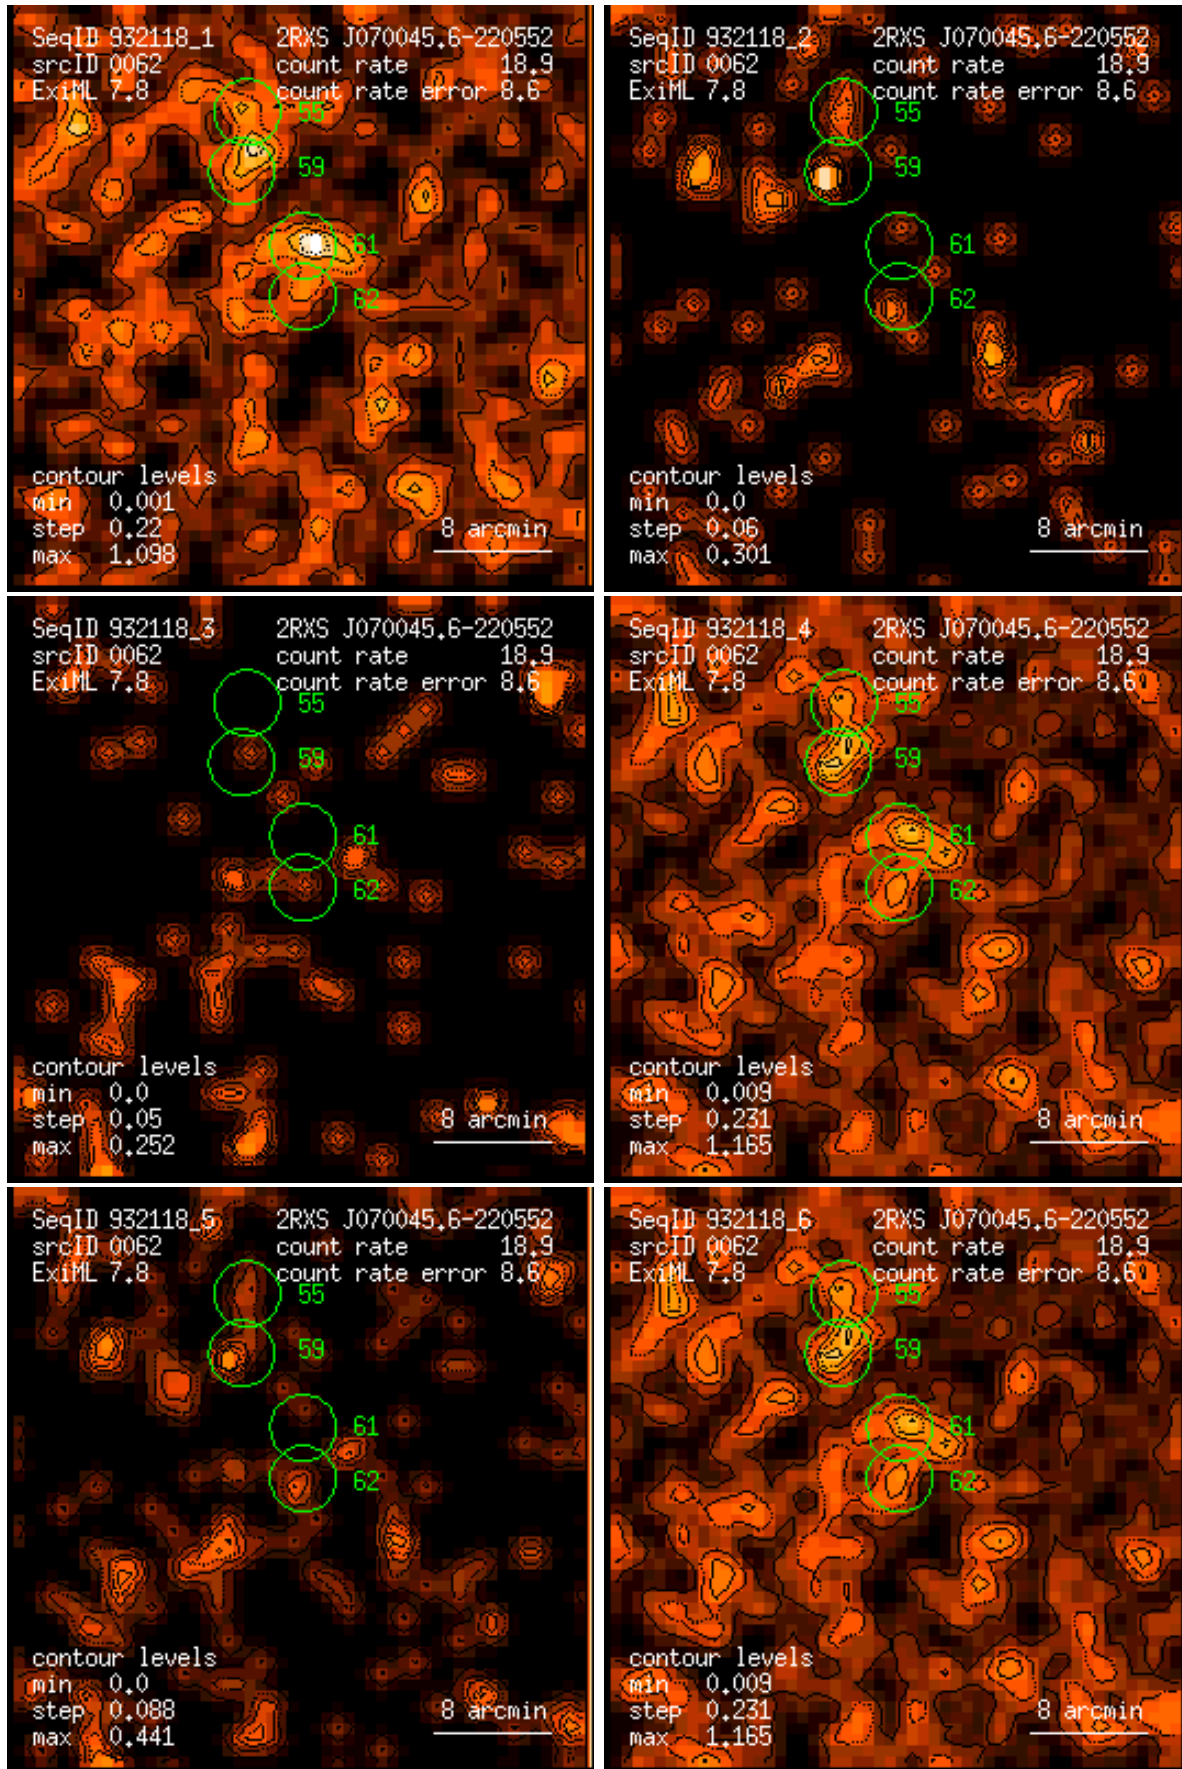 SeqID 932118_1 2RXS J070045.6-220552
srcID 0062 count rate 18.9
ExiML 7.8 count rate error 8.6
55
59
61
62
contour levels
min 0.001
step 0.22 8 arcmin
max 1.098
SeqID 932118_2 2RXS J070045.6-220552
srcID 0062 count rate 18.9
ExiML 7.8 count rate error 8.6
55
59
61
62
contour levels
min 0.0
step 0.06 8 arcmin
max 0.301
SeqID 932118_3 2RXS J070045.6-220552
srcID 0062 count rate 18.9
ExiML 7.8 count rate error 8.6
55
59
61
62
contour levels
min 0.0
step 0.05 8 arcmin
max 0.252
SeqID 932118_4 2RXS J070045.6-220552
srcID 0062 count rate 18.9
ExiML 7.8 count rate error 8.6
55
59
61
62
contour levels
min 0.009
step 0.231 8 arcmin
max 1.165
SeqID 932118_5 2RXS J070045.6-220552
srcID 0062 count rate 18.9
ExiML 7.8 count rate error 8.6
55
59
61
62
contour levels
min 0.0
step 0.088 8 arcmin
max 0.441
SeqID 932118_6 2RXS J070045.6-220552
srcID 0062 count rate 18.9
ExiML 7.8 count rate error 8.6
55
59
61
62
contour levels
min 0.009
step 0.231 8 arcmin
max 1.165